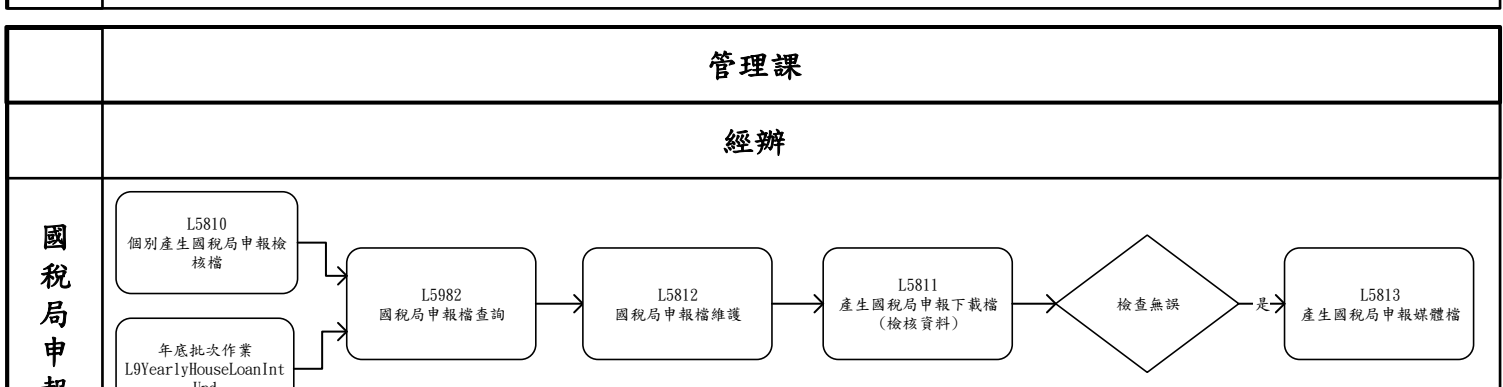 管理課
經辦
國
稅
局
申
報
L5810
個別產生國稅局申報檢
核檔
年底批次作業
L9YearlyHouseLoanInt
Upd
L5982
國稅局申報檔查詢
L5812
國稅局申報檔維護
L5811
產生國稅局申報下載檔
(檢核資料)
檢查無誤
是
L5813
產生國稅局申報媒體檔